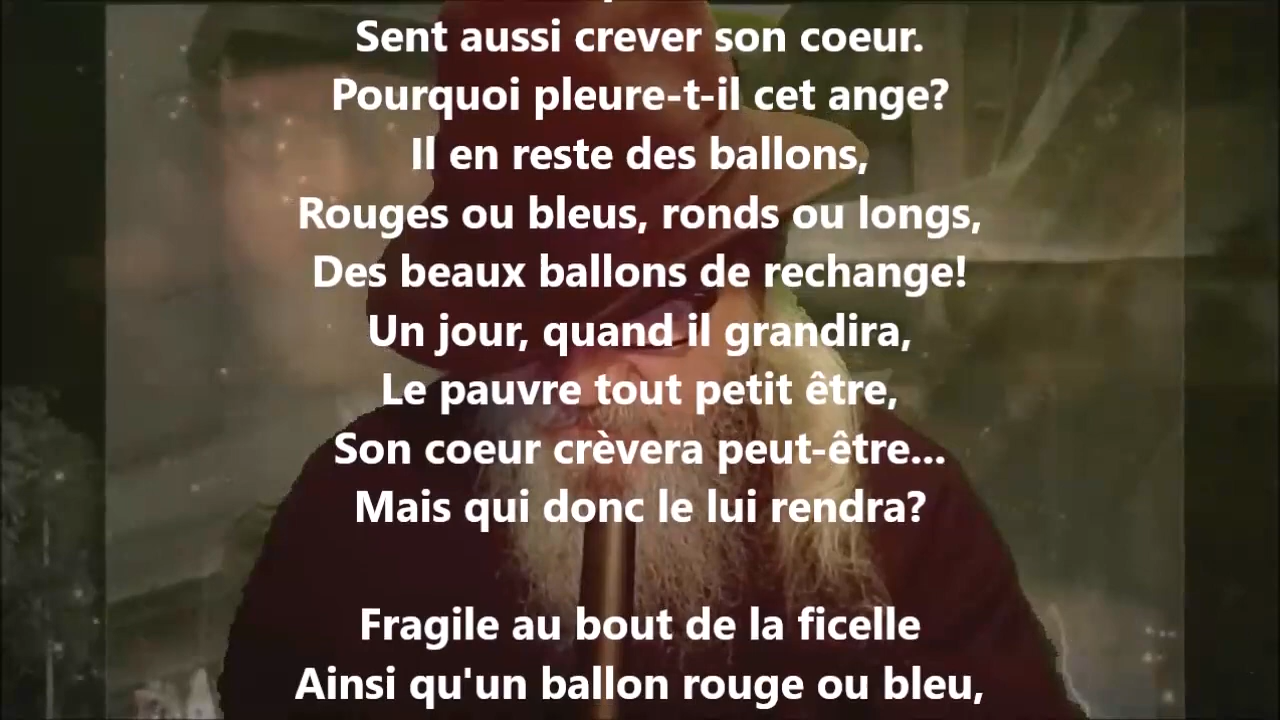 Sent aussi crever son coeur.
Pourquoi pleure-t-il cet ange?
Il en reste des ballons,
Rouges ou bleus, ronds ou longs,
Des beaux ballons de rechange!
Un jour, quand il grandira,
Le pauvre tout petit être,
Son coeur crèvera peut-être...
Mais qui donc le lui rendra?
Fragile au bout de la ficelle
Ainsi qu'un ballon rouge ou bleu,